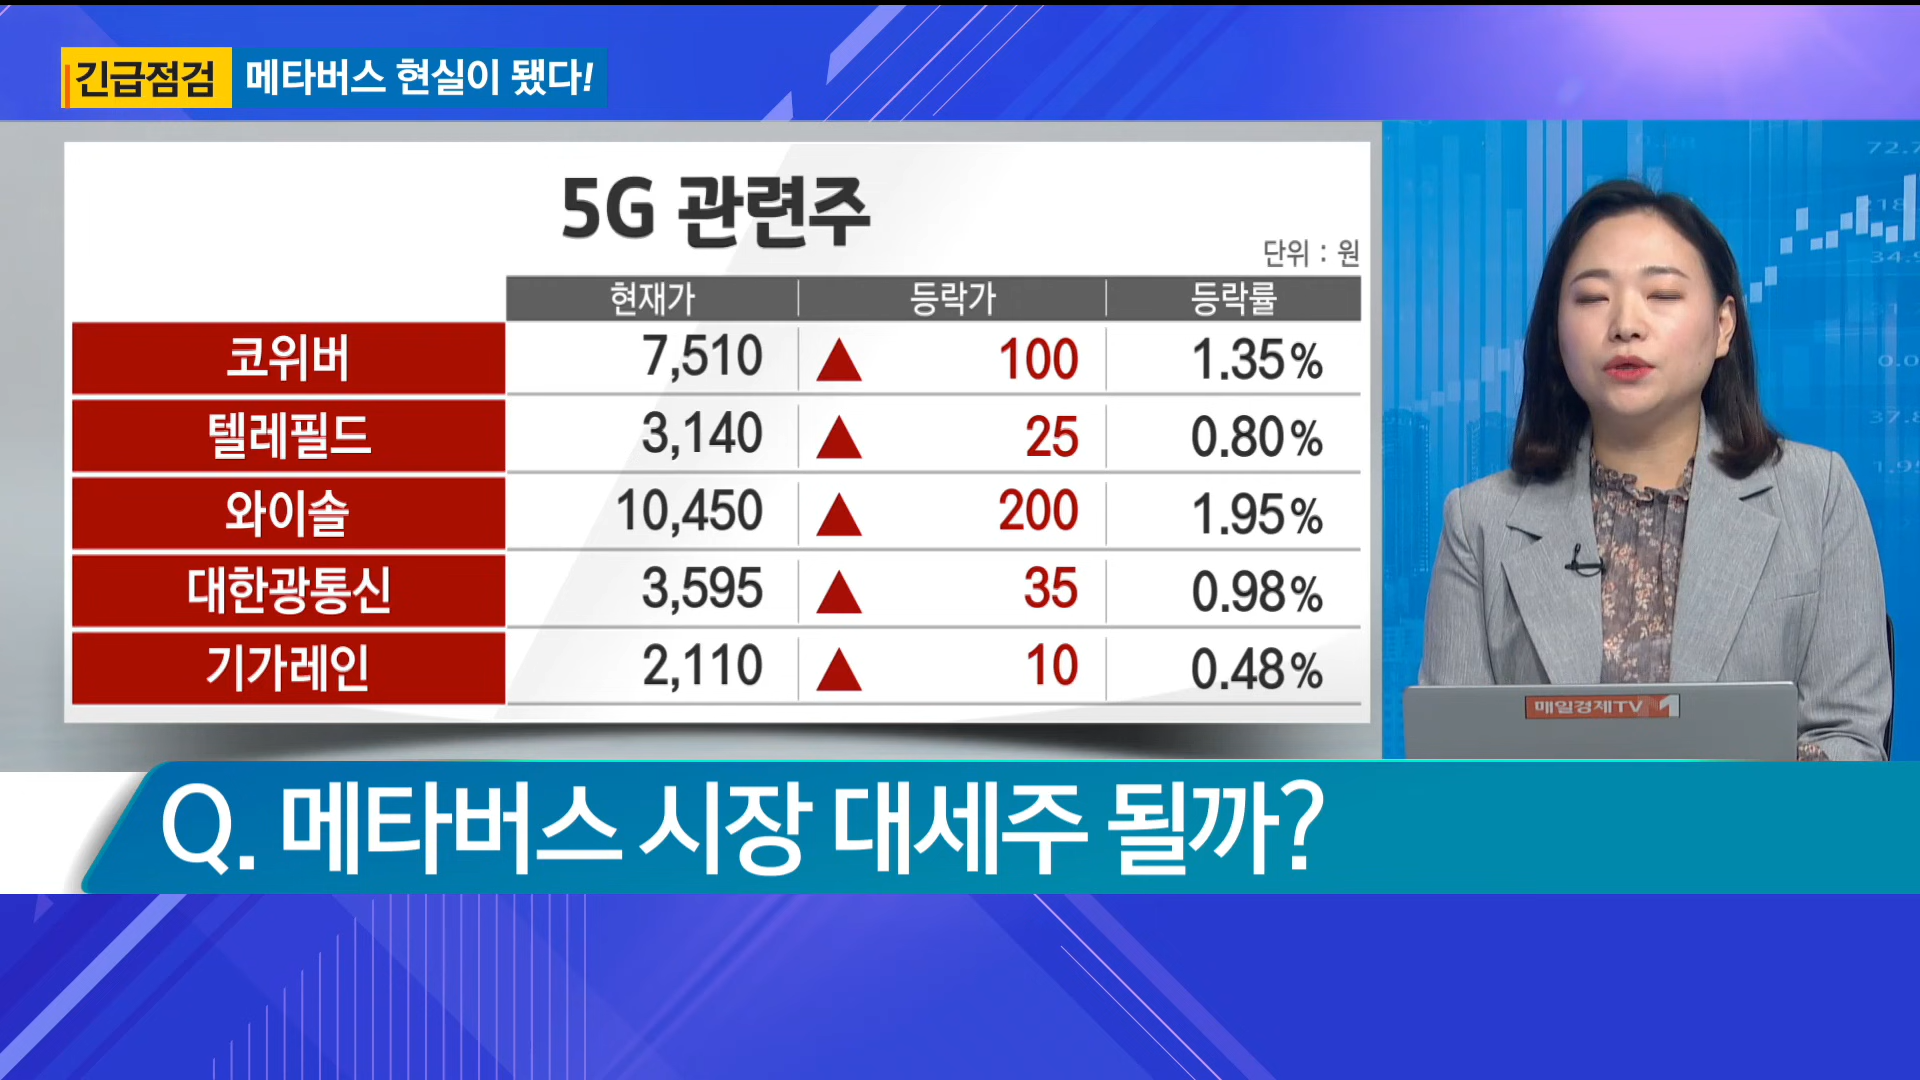 긴급점검 메타버스 현실이 됐다!
5G 관련주
단위 : 원
현재가 등락가 등락률
코위버 7,510 ▲ 100 1.35%
텔레필드 3,140 ▲ 25 0.80%
와이솔 10,450 ▲ 200 1.95%
대한광통신 3,595 ▲ 35 0.98%
기가레인 2,110 ▲ 10 0.48%
매일경제TV 1
Q. 메타버스 시장 대세주 될까?